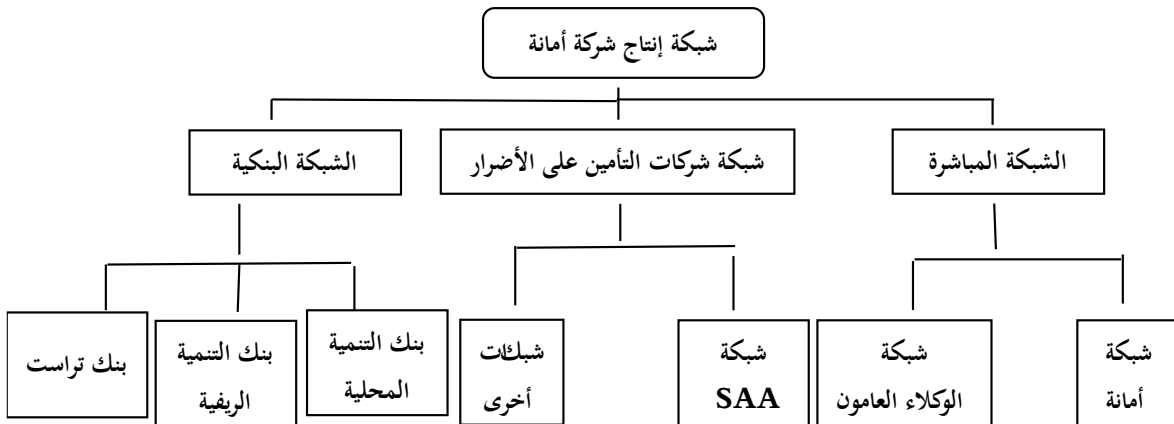 شبكة إنتاج شركة أمانة
الشبكة المباشرة
شبكة شركات التأمين على الأضرار
الشبكة البنكية
شبكة
أمانة
شبكة
الوكلاء العامون
شبكة
SAA
شبكات
أخرى
بنك التنمية
المحلية
بنك التنمية
الريفية
بنك تراست